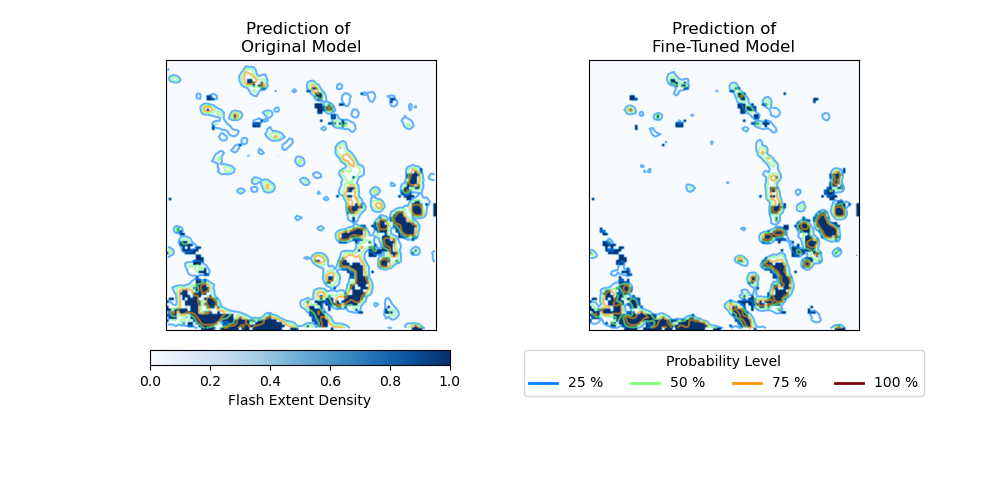 Prediction of
Original Model
Prediction of
Fine-Tuned Model
0.0 0.2 0.4 0.6 0.8 1.0
Flash Extent Density
Probability Level
25 % 50 % 75 % 100 %